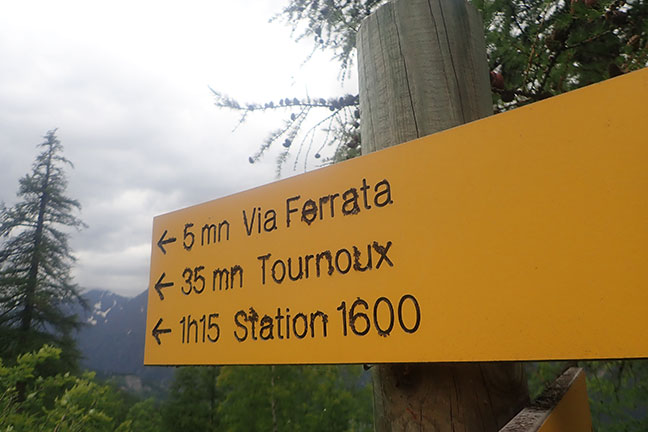 ← 5 mn Via Ferrata
← 35 mn Tournoux
← 1h15 Station 1600